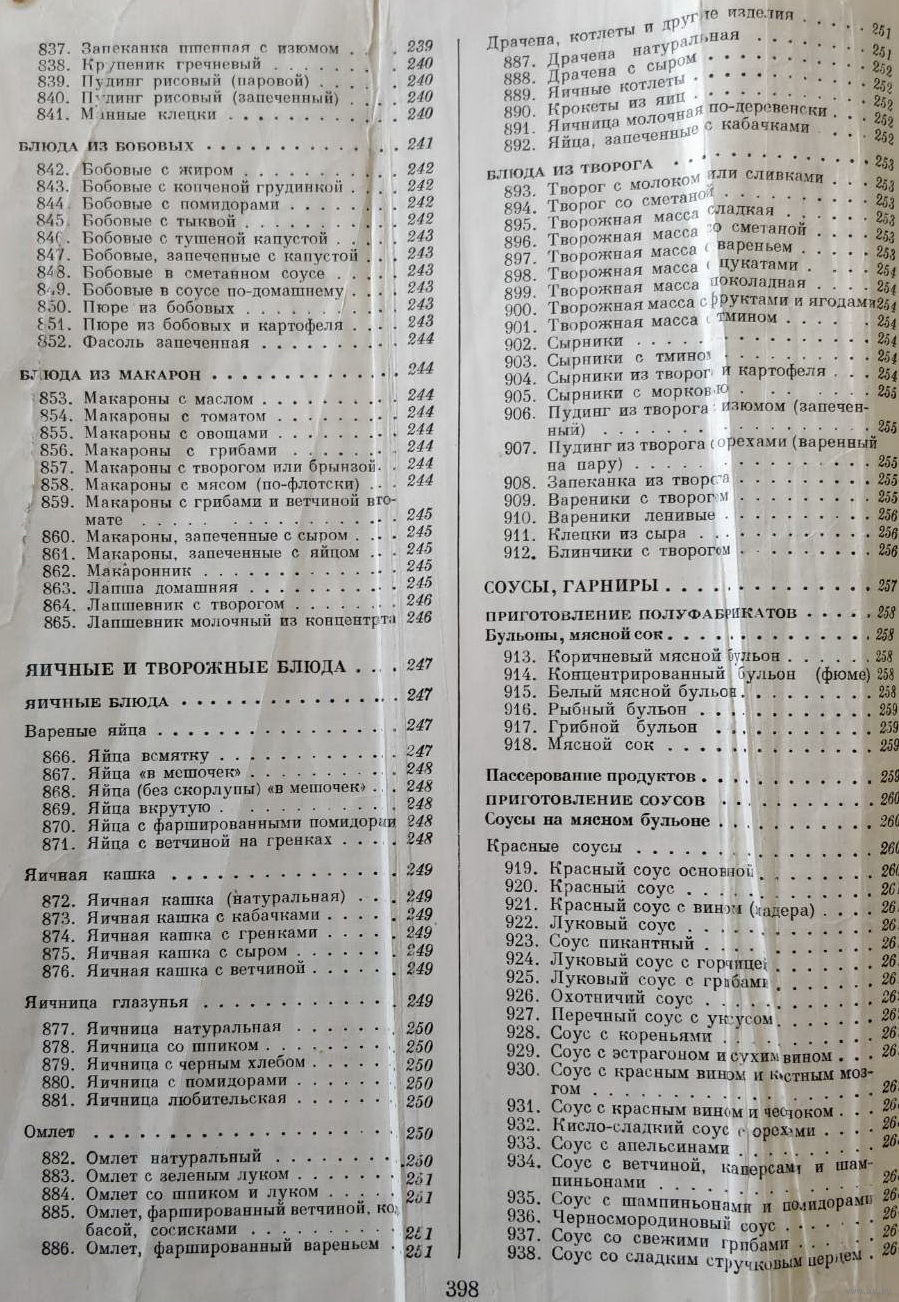 837. Запеканка пшенная с изюмом . . . 239
838. Крупеник гречневый . . . . . . . 240
839. Пудинг рисовый (паровой) . . . . 240
840. Пудинг рисовый (запеченный) . . . 240
841. Манные клецки . . . . . . . . . . 240
БЛЮДА ИЗ БОБОВЫХ . . . . . . . . . . 241
842. Бобовые с жиром . . . . . . . . . 242
843. Бобовые с копченой грудинкой . . . 242
844. Бобовые с помидорами . . . . . . 242
845. Бобовые с тыквой . . . . . . . . 242
846. Бобовые с тушеной капустой . . . 243
847. Бобовые, запеченные с капустой . . 243
848. Бобовые в сметанном соусе . . . . 243
849. Бобовые в соусе по-домашнему . . . 243
850. Пюре из бобовых . . . . . . . . . 243
851. Пюре из бобовых и картофеля . . . 243
852. Фасоль запеченная . . . . . . . . 244
БЛЮДА ИЗ МАКАРОН . . . . . . . . . . 244
853. Макароны с маслом . . . . . . . . 244
854. Макароны с томатом . . . . . . . 244
855. Макароны с овощами . . . . . . . 244
856. Макароны с грибами . . . . . . . 244
857. Макароны с творогом или брынзой . . 244
858. Макароны с мясом (по-флотски) . . . 244
859. Макароны с грибами и ветчиной в то-
мате . . . . . . . . . . . . . 245
860. Макароны, запеченные с сыром . . . 245
861. Макароны, запеченные с яйцом . . . 245
862. Макаронник . . . . . . . . . . . 245
863. Лапша домашняя . . . . . . . . . 245
864. Лапшевник с творогом . . . . . . 246
865. Лапшевник молочный из концентрата 246
ЯИЧНЫЕ И ТВОРОЖНЫЕ БЛЮДА . . . 247
ЯИЧНЫЕ БЛЮДА . . . . . . . . . . . . 247
Вареные яйца . . . . . . . . . . . . 247
866. Яйца всмятку . . . . . . . . . . 247
867. Яйца «в мешочек» . . . . . . . . 248
868. Яйца (без скорлупы) «в мешочек» . . 248
869. Яйца вкрутую . . . . . . . . . . 248
870. Яйца с фаршированными помидорами 248
871. Яйца с ветчиной на гренках . . . . 248
Яичная кашка . . . . . . . . . . . . 249
872. Яичная кашка (натуральная) . . . 249
873. Яичная кашка с кабачками . . . . 249
874. Яичная кашка с гренками . . . . . 249
875. Яичная кашка с сыром . . . . . . 249
876. Яичная кашка с ветчиной . . . . . 249
Яичница глазунья . . . . . . . . . . 249
877. Яичница натуральная . . . . . . 250
878. Яичница со шпиком . . . . . . . . 250
879. Яичница с черным хлебом . . . . . 250
880. Яичница с помидорами . . . . . . 250
881. Яичница любительская . . . . . . 250
Омлет . . . . . . . . . . . . . . . 250
882. Омлет натуральный . . . . . . . 250
883. Омлет с зеленым луком . . . . . . 251
884. Омлет со шпиком и луком . . . . . 251
885. Омлет, фаршированный ветчиной, кол
басой, сосисками . . . . . . . . 251
886. Омлет, фаршированный вареньем . 251
Драчена, котлеты и другие изделия . . . . 251
887. Драчена натуральная . . . . . . . 251
888. Драчена с сыром . . . . . . . . . 252
889. Яичные котлеты . . . . . . . . . 252
890. Крокеты из яиц . . . . . . . . . 252
891. Яичница молочная по-деревенски . . 252
892. Яйца, запеченные с кабачками . . . 252
БЛЮДА ИЗ ТВОРОГА . . . . . . . . . . 253
893. Творог с молоком или сливками . . . 253
894. Творог со сметаной . . . . . . . . 253
895. Творожная масса сладкая . . . . . 253
896. Творожная масса со сметаной . . . . 253
897. Творожная масса с вареньем . . . . 253
898. Творожная масса с цукатами . . . . 254
899. Творожная масса шоколадная . . . . 254
900. Творожная масса с фруктами и ягодами 254
901. Творожная масса с тмином . . . . . 254
902. Сырники . . . . . . . . . . . . . 254
903. Сырники с тмином . . . . . . . . 254
904. Сырники из творога и картофеля . . . 254
905. Сырники с морковью . . . . . . . 255
906. Пудинг из творога с изюмом (запечен-
ный) . . . . . . . . . . . . . 255
907. Пудинг из творога с орехами (варенный
на пару) . . . . . . . . . . . 255
908. Запеканка из творога . . . . . . . 255
909. Вареники с творогом . . . . . . . 255
910. Вареники ленивые . . . . . . . . 256
911. Клецки из сыра . . . . . . . . . 256
912. Блинчики с творогом . . . . . . . 256
СОУСЫ, ГАРНИРЫ . . . . . . . . . . . 257
ПРИГОТОВЛЕНИЕ ПОЛУФАБРИКАТОВ . . . . . 258
Бульоны, мясной сок . . . . . . . . . 258
913. Коричневый мясной бульон . . . . . 258
914. Концентрированный бульон (фюме) 258
915. Белый мясной бульон . . . . . . . 258
916. Рыбный бульон . . . . . . . . . . 259
917. Грибной бульон . . . . . . . . . 259
918. Мясной сок . . . . . . . . . . . 259
Пассерование продуктов . . . . . . . . 259
ПРИГОТОВЛЕНИЕ СОУСОВ . . . . . . . . 260
Соусы на мясном бульоне . . . . . . . 260
Красные соусы . . . . . . . . . . . 260
919. Красный соус основной . . . . . . 260
920. Красный соус . . . . . . . . . . 261
921. Красный соус с вином (мадера) . . . 26
922. Луковый соус . . . . . . . . . . 26
923. Соус пикантный . . . . . . . . . 26
924. Луковый соус с горчицей . . . . . 26
925. Луковый соус с грибами . . . . . . 26
926. Охотничий соус . . . . . . . . . 26
927. Перечный соус с уксусом . . . . . . 26
928. Соус с кореньями . . . . . . . . 26
929. Соус с эстрагоном и сухим вином . . . 26
930. Соус с красным вином и костным моз-
гом . . . . . . . . . . . . . 26
931. Соус с красным вином и чесноком . . . 26
932. Кисло-сладкий соус с орехами . . . . 26
933. Соус с апельсинами . . . . . . . . 26
934. Соус с ветчиной, каперсами и шам-
пиньонами . . . . . . . . . . . 26
935. Соус с шампиньонами и помидорами 26
936. Черносмородиновый соус . . . . . . 26
937. Соус со свежими грибами . . . . . . 26
938. Соус со сладким стручковым перцем . 26
398